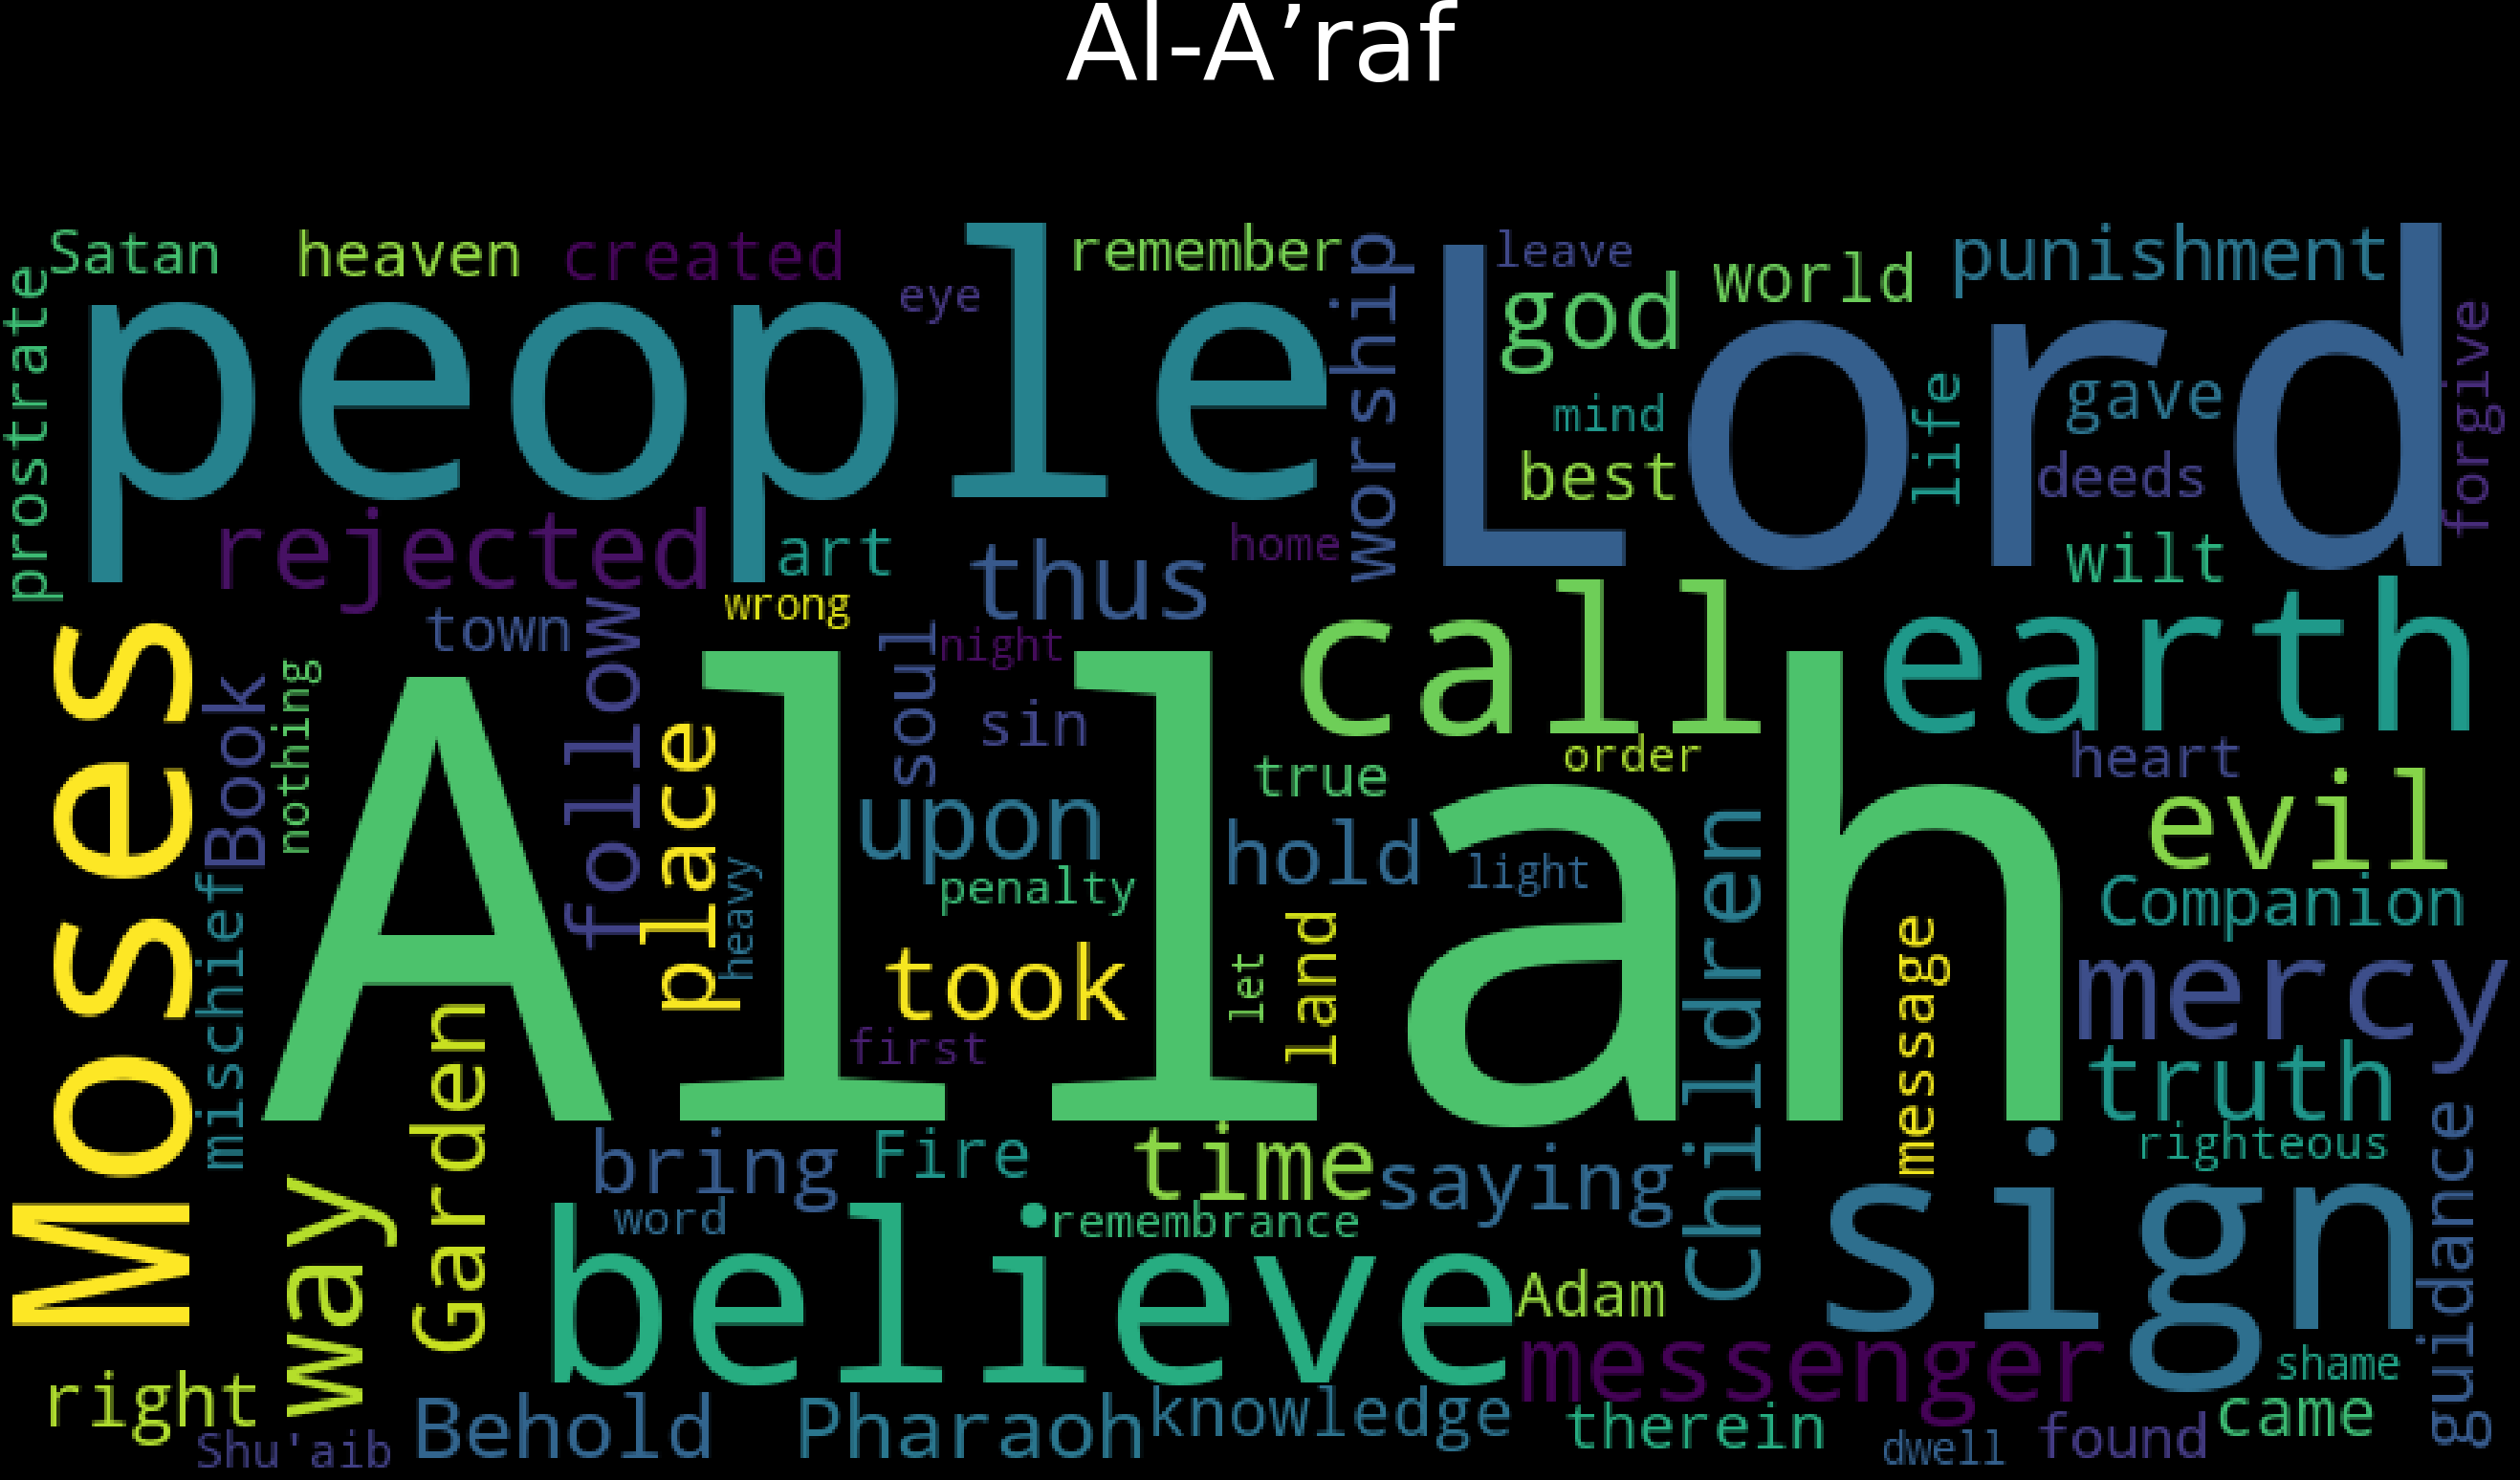 Al-A’raf
Satan
heaven
created
remember
leave
world
punishment
people
Lord
eye
god
worship
prostrate
forgive
mind
life
gave
best
deeds
rejected
art
thus
home
wilt
wrong
town
follow
soul
night
call
earth
Moses
Book
nothing
Allah
place
sin
true
order
heart
upon
hold
light
evil
penalty
heavy
Children
Companion
mischief
took
let
land
message
mercy
Garden
first
truth
bring
Fire
time
saying
righteous
way
word
remembrance
sign
guidance
believe
Adam
messenger
shame
right
Behold
Pharaoh
knowledge
therein
came
Shu'aib
dwell
found